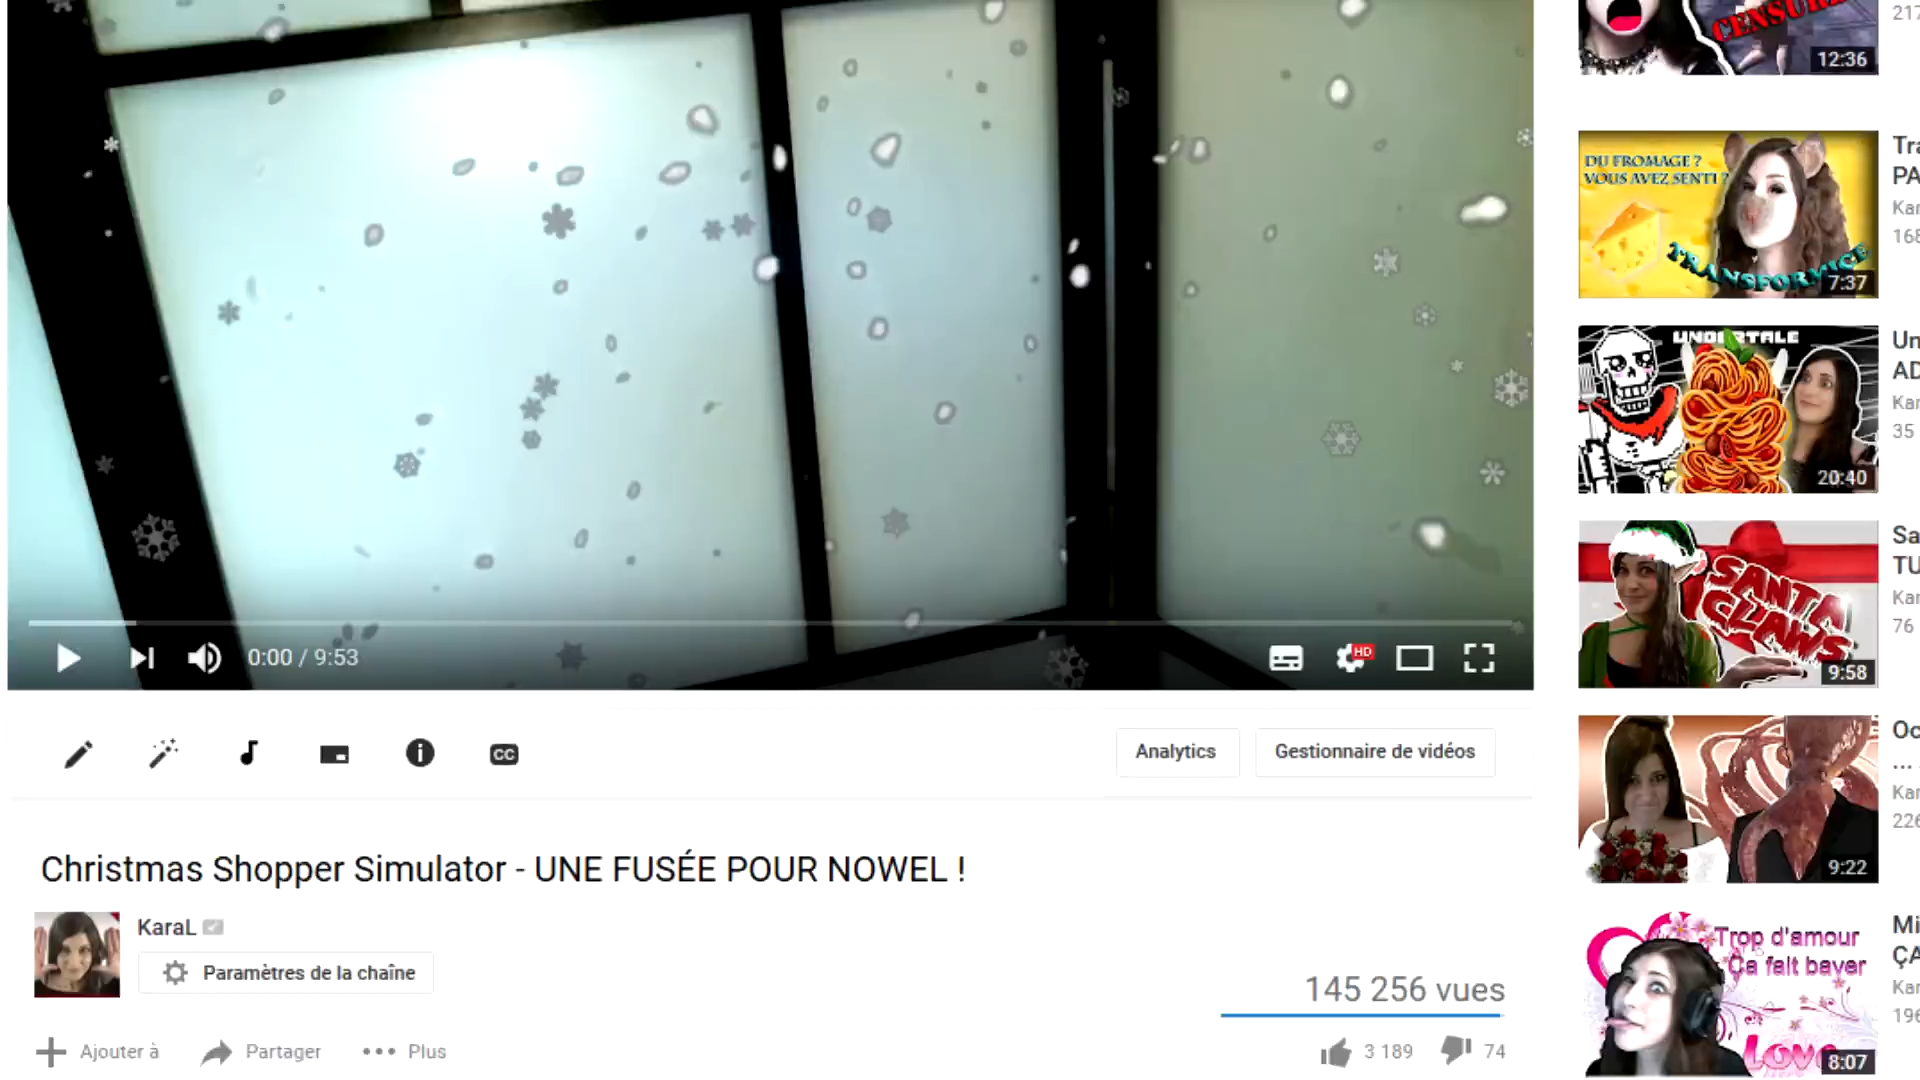 0:00 / 9:53
HD
CC
Analytics
Gestionnaire de vidéos
Christmas Shopper Simulator - UNE FUSÉE POUR NOWEL !
KaraL
Paramètres de la chaîne
145 256 vues
Ajouter à
Partager
Plus
3 189
74
CENSURÉ
12:36
217
DU FROMAGE ?
VOUS AVEZ SENTI ?
TRANSFORMICE
7:37
Tra
PA
Kar
168
UNDERTALE
20:40
Un
AD
Kar
35
SANTA
CLAWS
9:58
Sa
TU
Kar
76
9:22
Oc
...
Kar
226
Trop d'amour
Ca fait baver
Love
8:07
Mi
ÇA
Kar
196